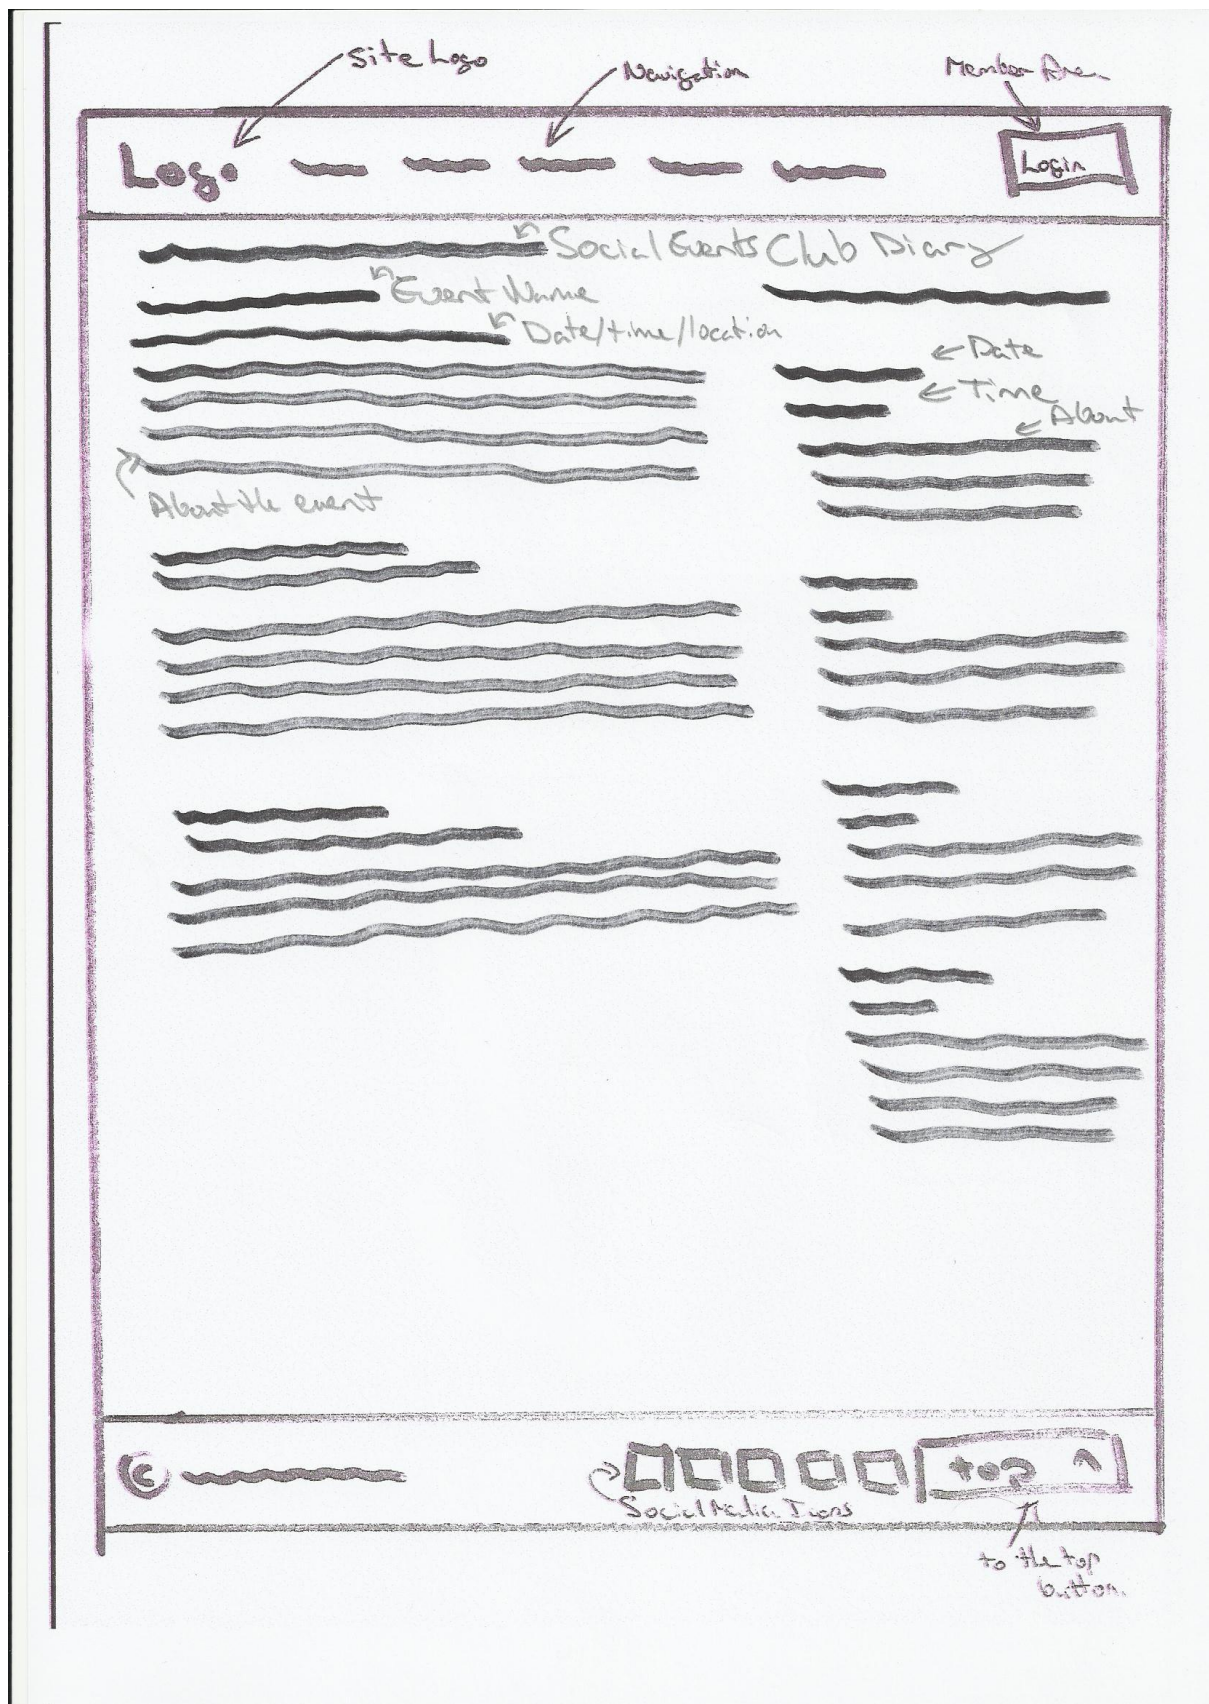 Site Logo
Navigation
Member Area
Logo
Login
Social Events Club Diary
Event Name
Date/time/location
← Date
← Time
← About
About the event
© 
top ^
Social Media Icons
to the top
button.